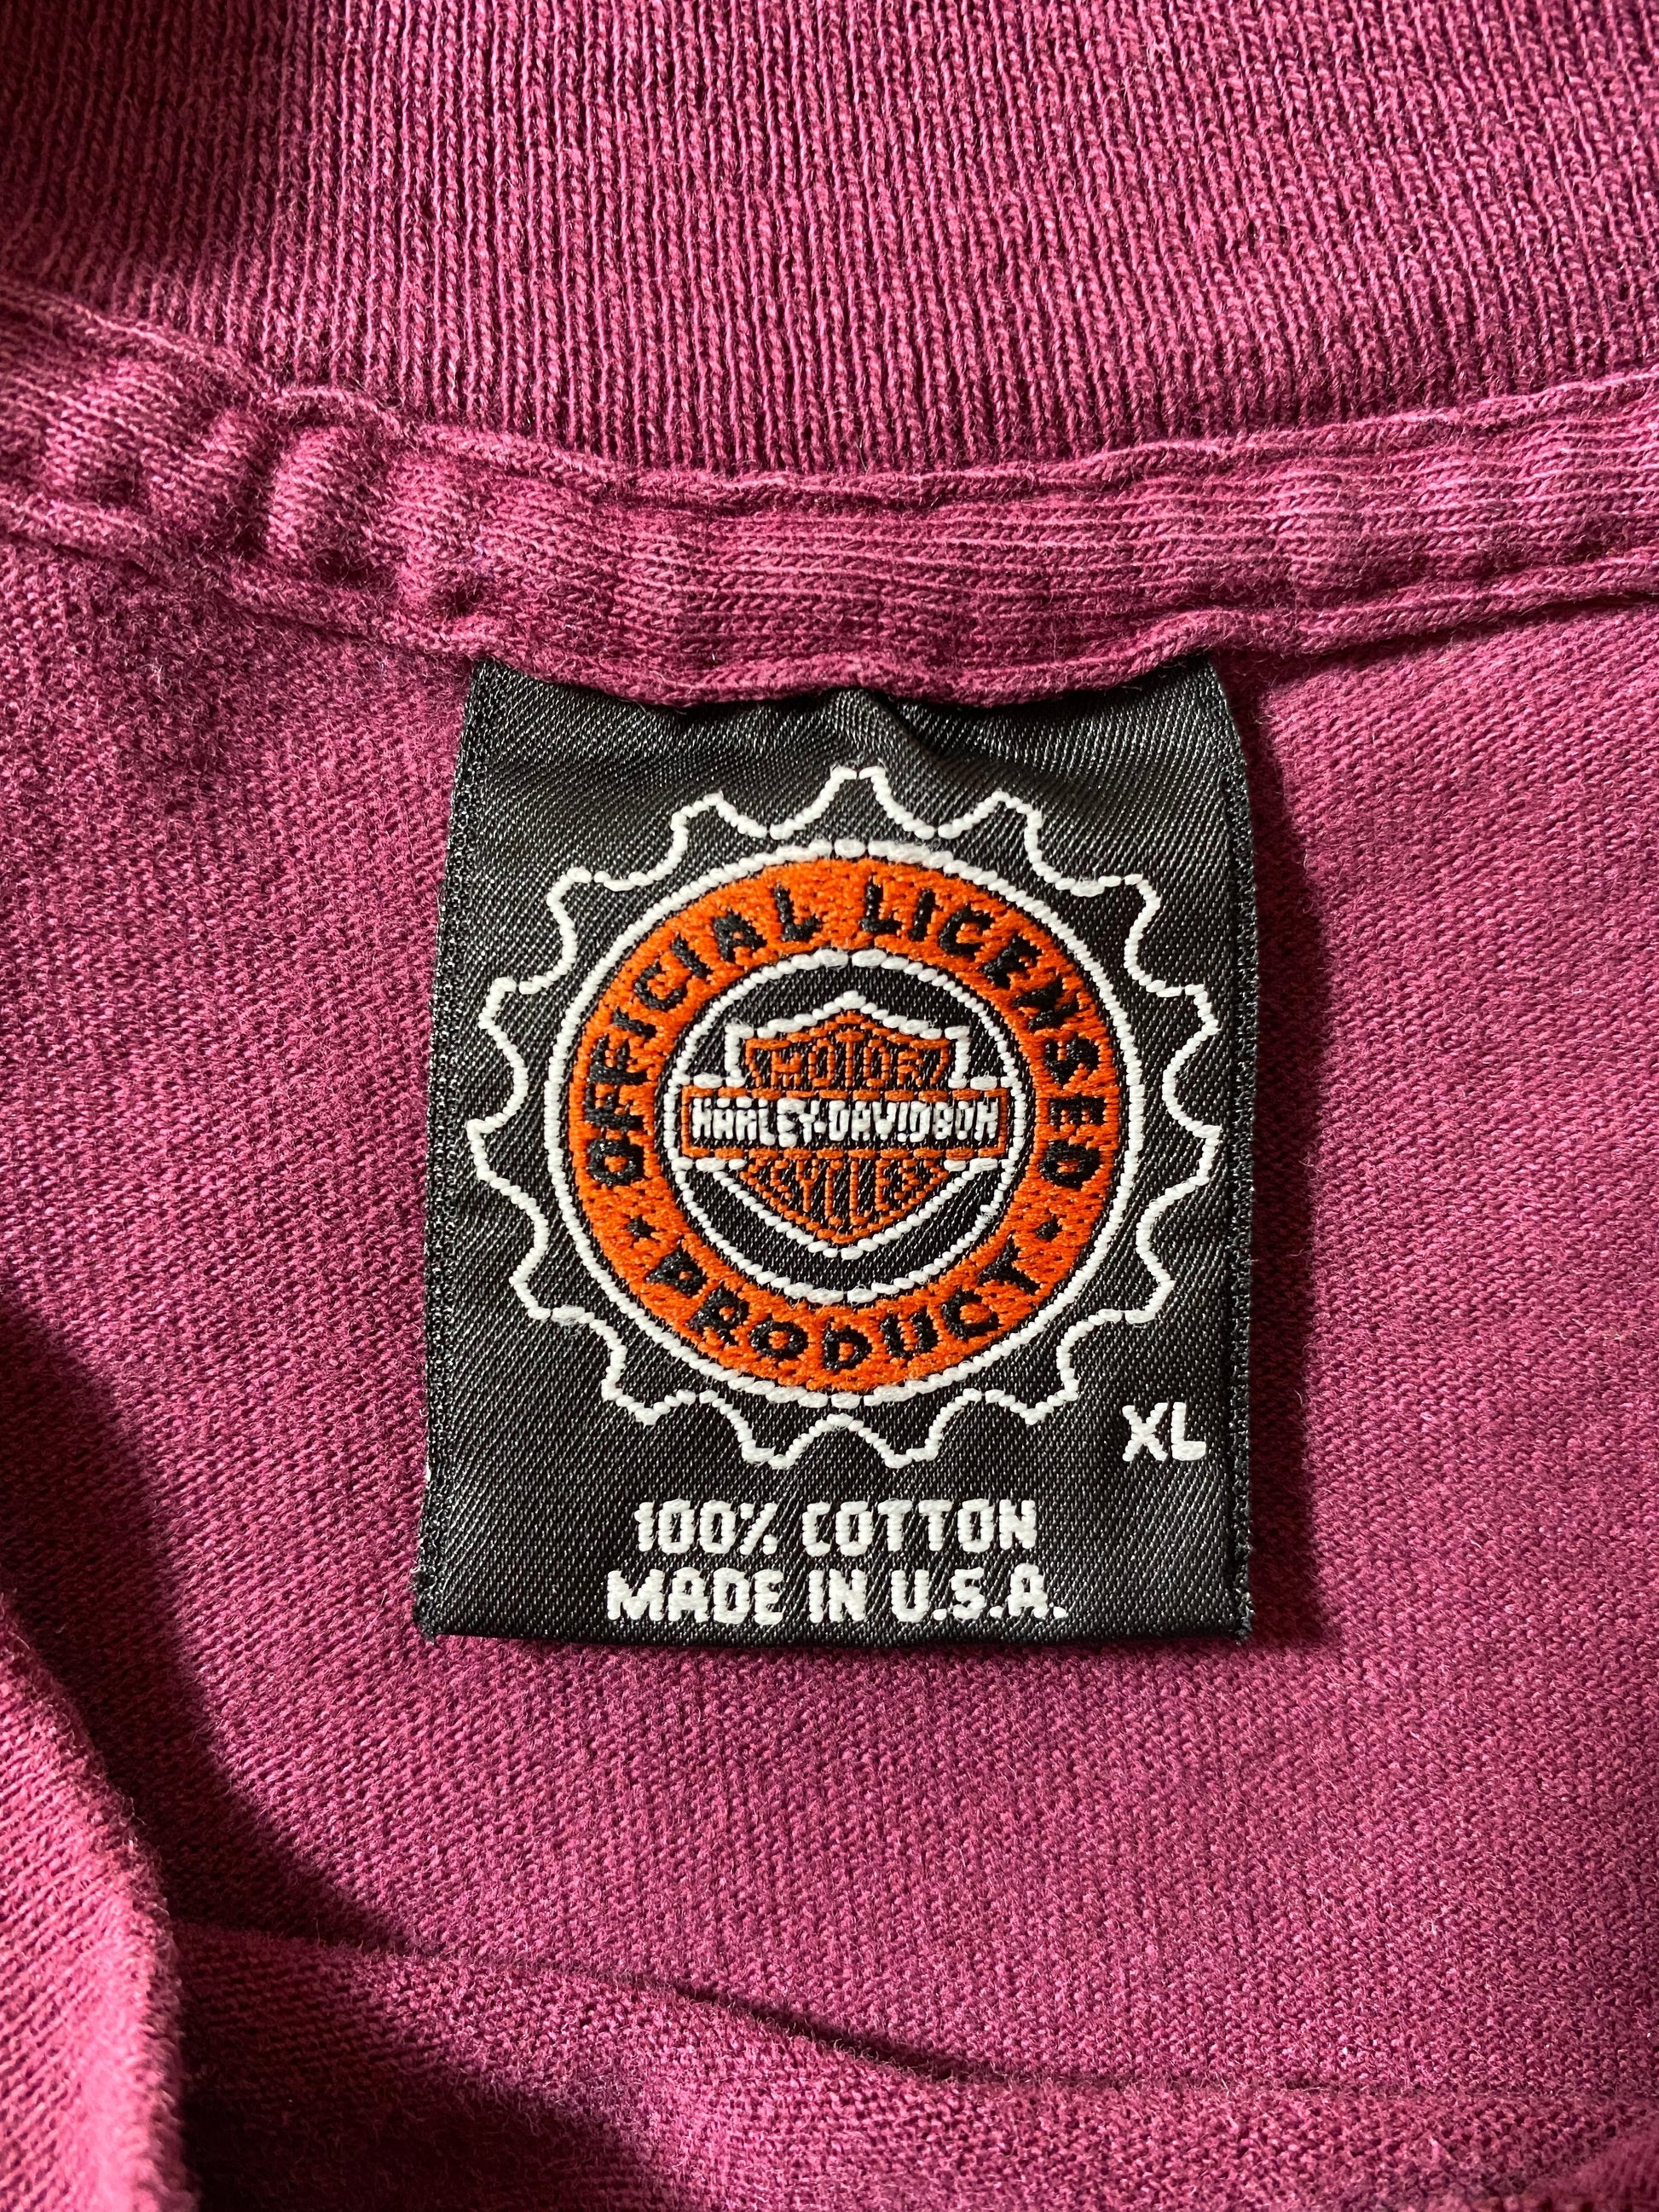 OFFICIAL LICENSED
MOTOR
HARLEY-DAVIDSON
CYCLES
PRODUCT
XL
100% COTTON
MADE IN U.S.A.